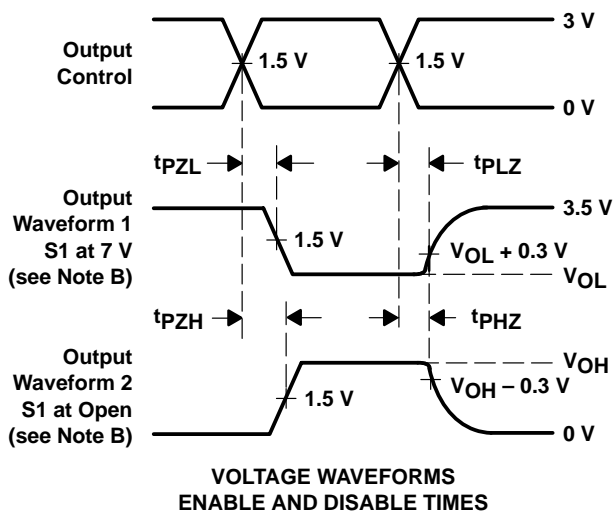 3 V
Output
Control
1.5 V
1.5 V
0 V
tPZL
tPLZ
Output
Waveform 1
S1 at 7 V
(see Note B)
3.5 V
1.5 V
VOL + 0.3 V
VOL
tPZH
tPHZ
Output
Waveform 2
S1 at Open
(see Note B)
VOH
VOH – 0.3 V
1.5 V
0 V
VOLTAGE WAVEFORMS
ENABLE AND DISABLE TIMES